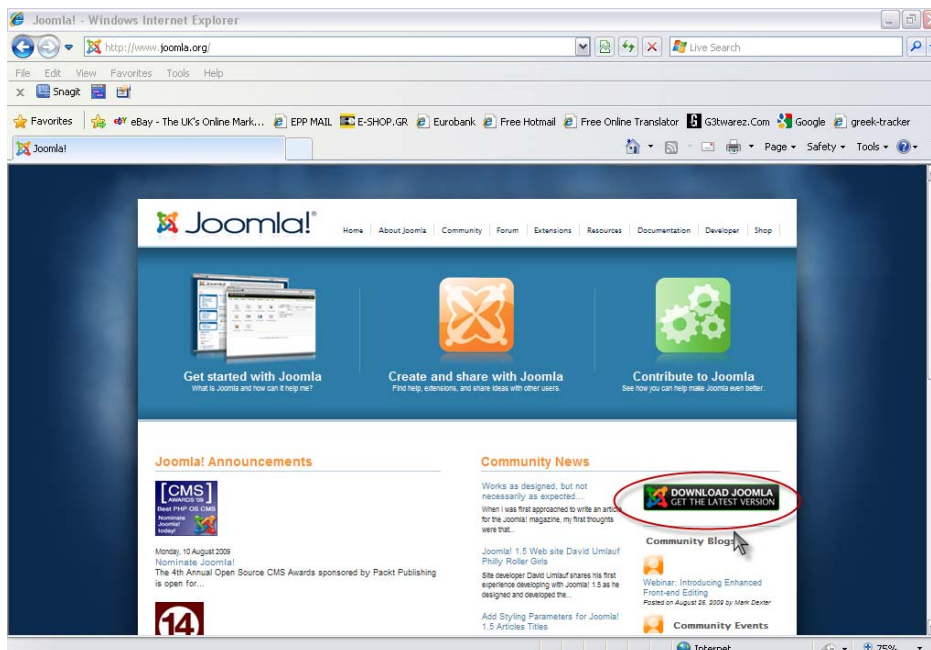 Joomla! - Windows Internet Explorer
http://www.joomla.org/
Live Search
File Edit View Favorites Tools Help
x Snagit
Favorites eBay - The UK's Online Mark... EPP MAIL E-SHOP.GR Eurobank Free Hotmail Free Online Translator G3twarez.Com Google greek-tracker
Joomla!
Page Safety Tools
Joomla!®
Home About Joomla Community Forum Extensions Resources Documentation Developer Shop
Get started with Joomla
What is Joomla and how can it help me?
Create and share with Joomla
Find help, extensions, and share ideas with other users.
Contribute to Joomla
See how you can help make Joomla even better.
Joomla! Announcements
[CMS]
AWARDS '09
Best PHP OS CMS
Nominate
Joomla!
today!
Monday, 10 August 2009
Nominate Joomla!
The 4th Annual Open Source CMS Awards sponsored by Packt Publishing
is open for...
14
Community News
Works as designed, but not
necessarily as expected...
When I was first approached to write an article
for the Joomla! magazine, my first thoughts
were that...
Joomla! 1.5 Web site David Umlauf
Philly Roller Girls
Site developer David Umlauf shares his first
experience developing with Joomla! 1.5 as he
designed and developed the...
Add Styling Parameters for Joomla!
1.5 Articles Titles
DOWNLOAD JOOMLA
GET THE LATEST VERSION
Community Blogs
Webinar: Introducing Enhanced
Front-end Editing
Posted on August 26, 2009 by Mark Dexter
Community Events
Internet
75%